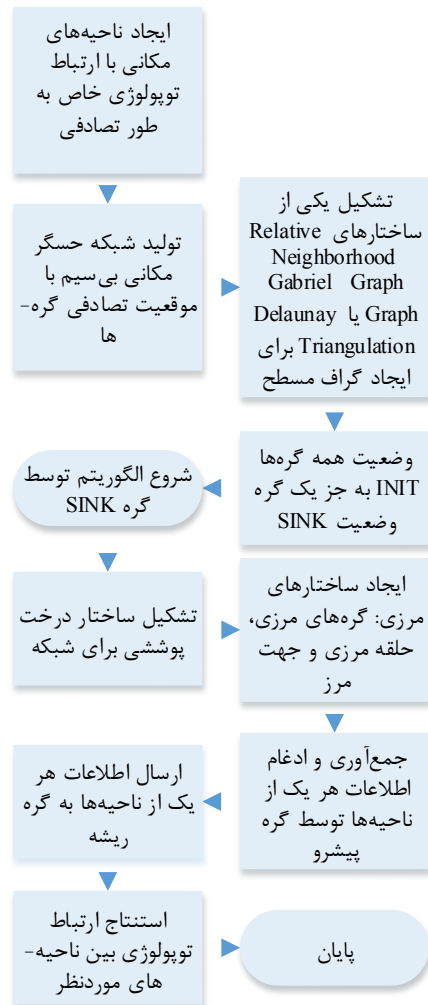 ایجاد ناحیه‌های
مکانی با ارتباط
توپولوژی خاص به
طور تصادفی
تولید شبکه حسگر
مکانی بی‌سیم با
موقعیت تصادفی گره-
ها
تشکیل یکی از
ساختارهای Relative
Neighborhood
Gabriel Graph
Delaunay یا Graph
Triangulation برای
ایجاد گراف مسطح
وضعیت همه گره‌ها
INIT به جز یک گره
وضعیت SINK
شروع الگوریتم توسط
گره SINK
تشکیل ساختار درخت
پوششی برای شبکه
ایجاد ساختارهای
مرزی: گره‌های مرزی،
حلقه مرزی و جهت
مرز
جمع‌آوری و ادغام
اطلاعات هر یک از
ناحیه‌ها توسط گره
پیشرو
ارسال اطلاعات هر
یک از ناحیه‌ها به گره
ریشه
استنتاج ارتباط
توپولوژی بین ناحیه-
های موردنظر
پایان